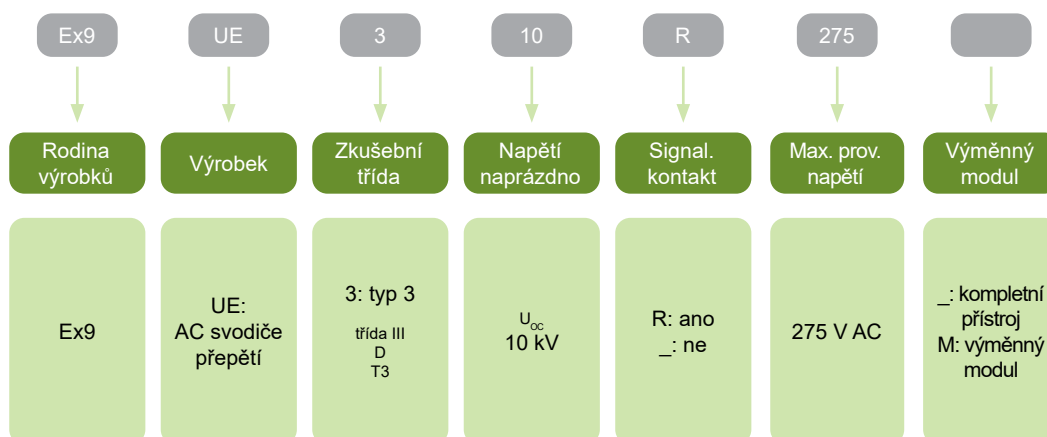 Ex9
UE
3
10
R
275
Rodina
výrobků
Výrobek
Zkušební
třída
Napětí
naprázdno
Signal.
kontakt
Max. prov.
napětí
Výměnný
modul
Ex9
UE:
AC svodiče
přepětí
3: typ 3
třída III
D
T3
UOC
10 kV
R: ano
_: ne
275 V AC
_: kompletní
přístroj
M: výměnný
modul